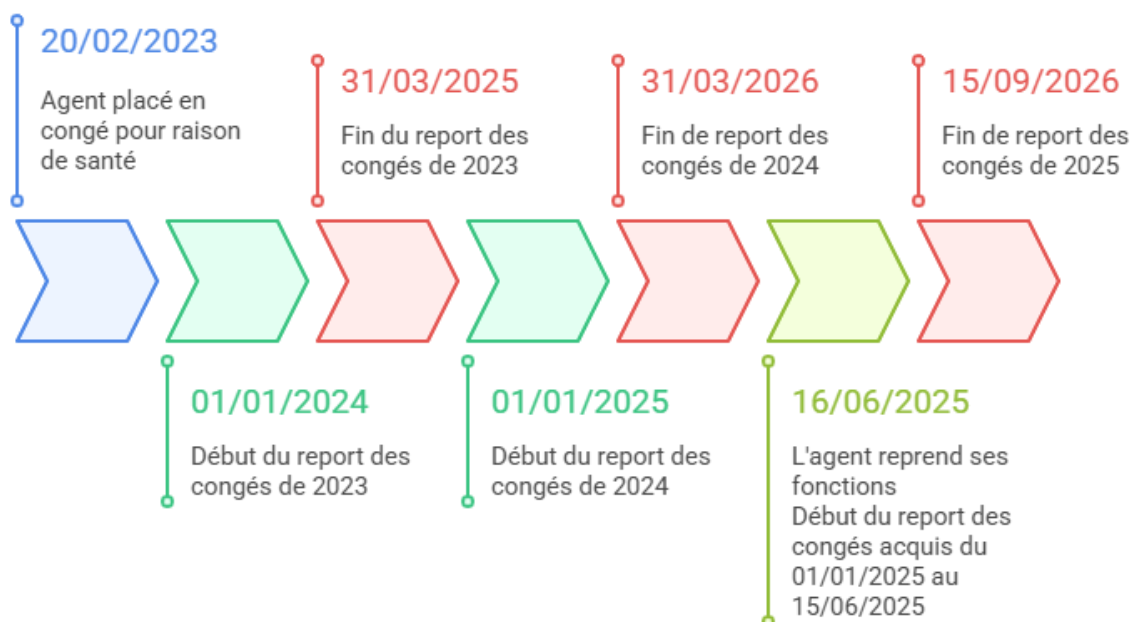 20/02/2023
Agent placé en
congé pour raison
de santé
31/03/2025
Fin du report des
congés de 2023
31/03/2026
Fin de report des
congés de 2024
15/09/2026
Fin de report des
congés de 2025
01/01/2024
Début du report des
congés de 2023
01/01/2025
Début du report des
congés de 2024
16/06/2025
L'agent reprend ses
fonctions
Début du report des
congés acquis du
01/01/2025 au
15/06/2025